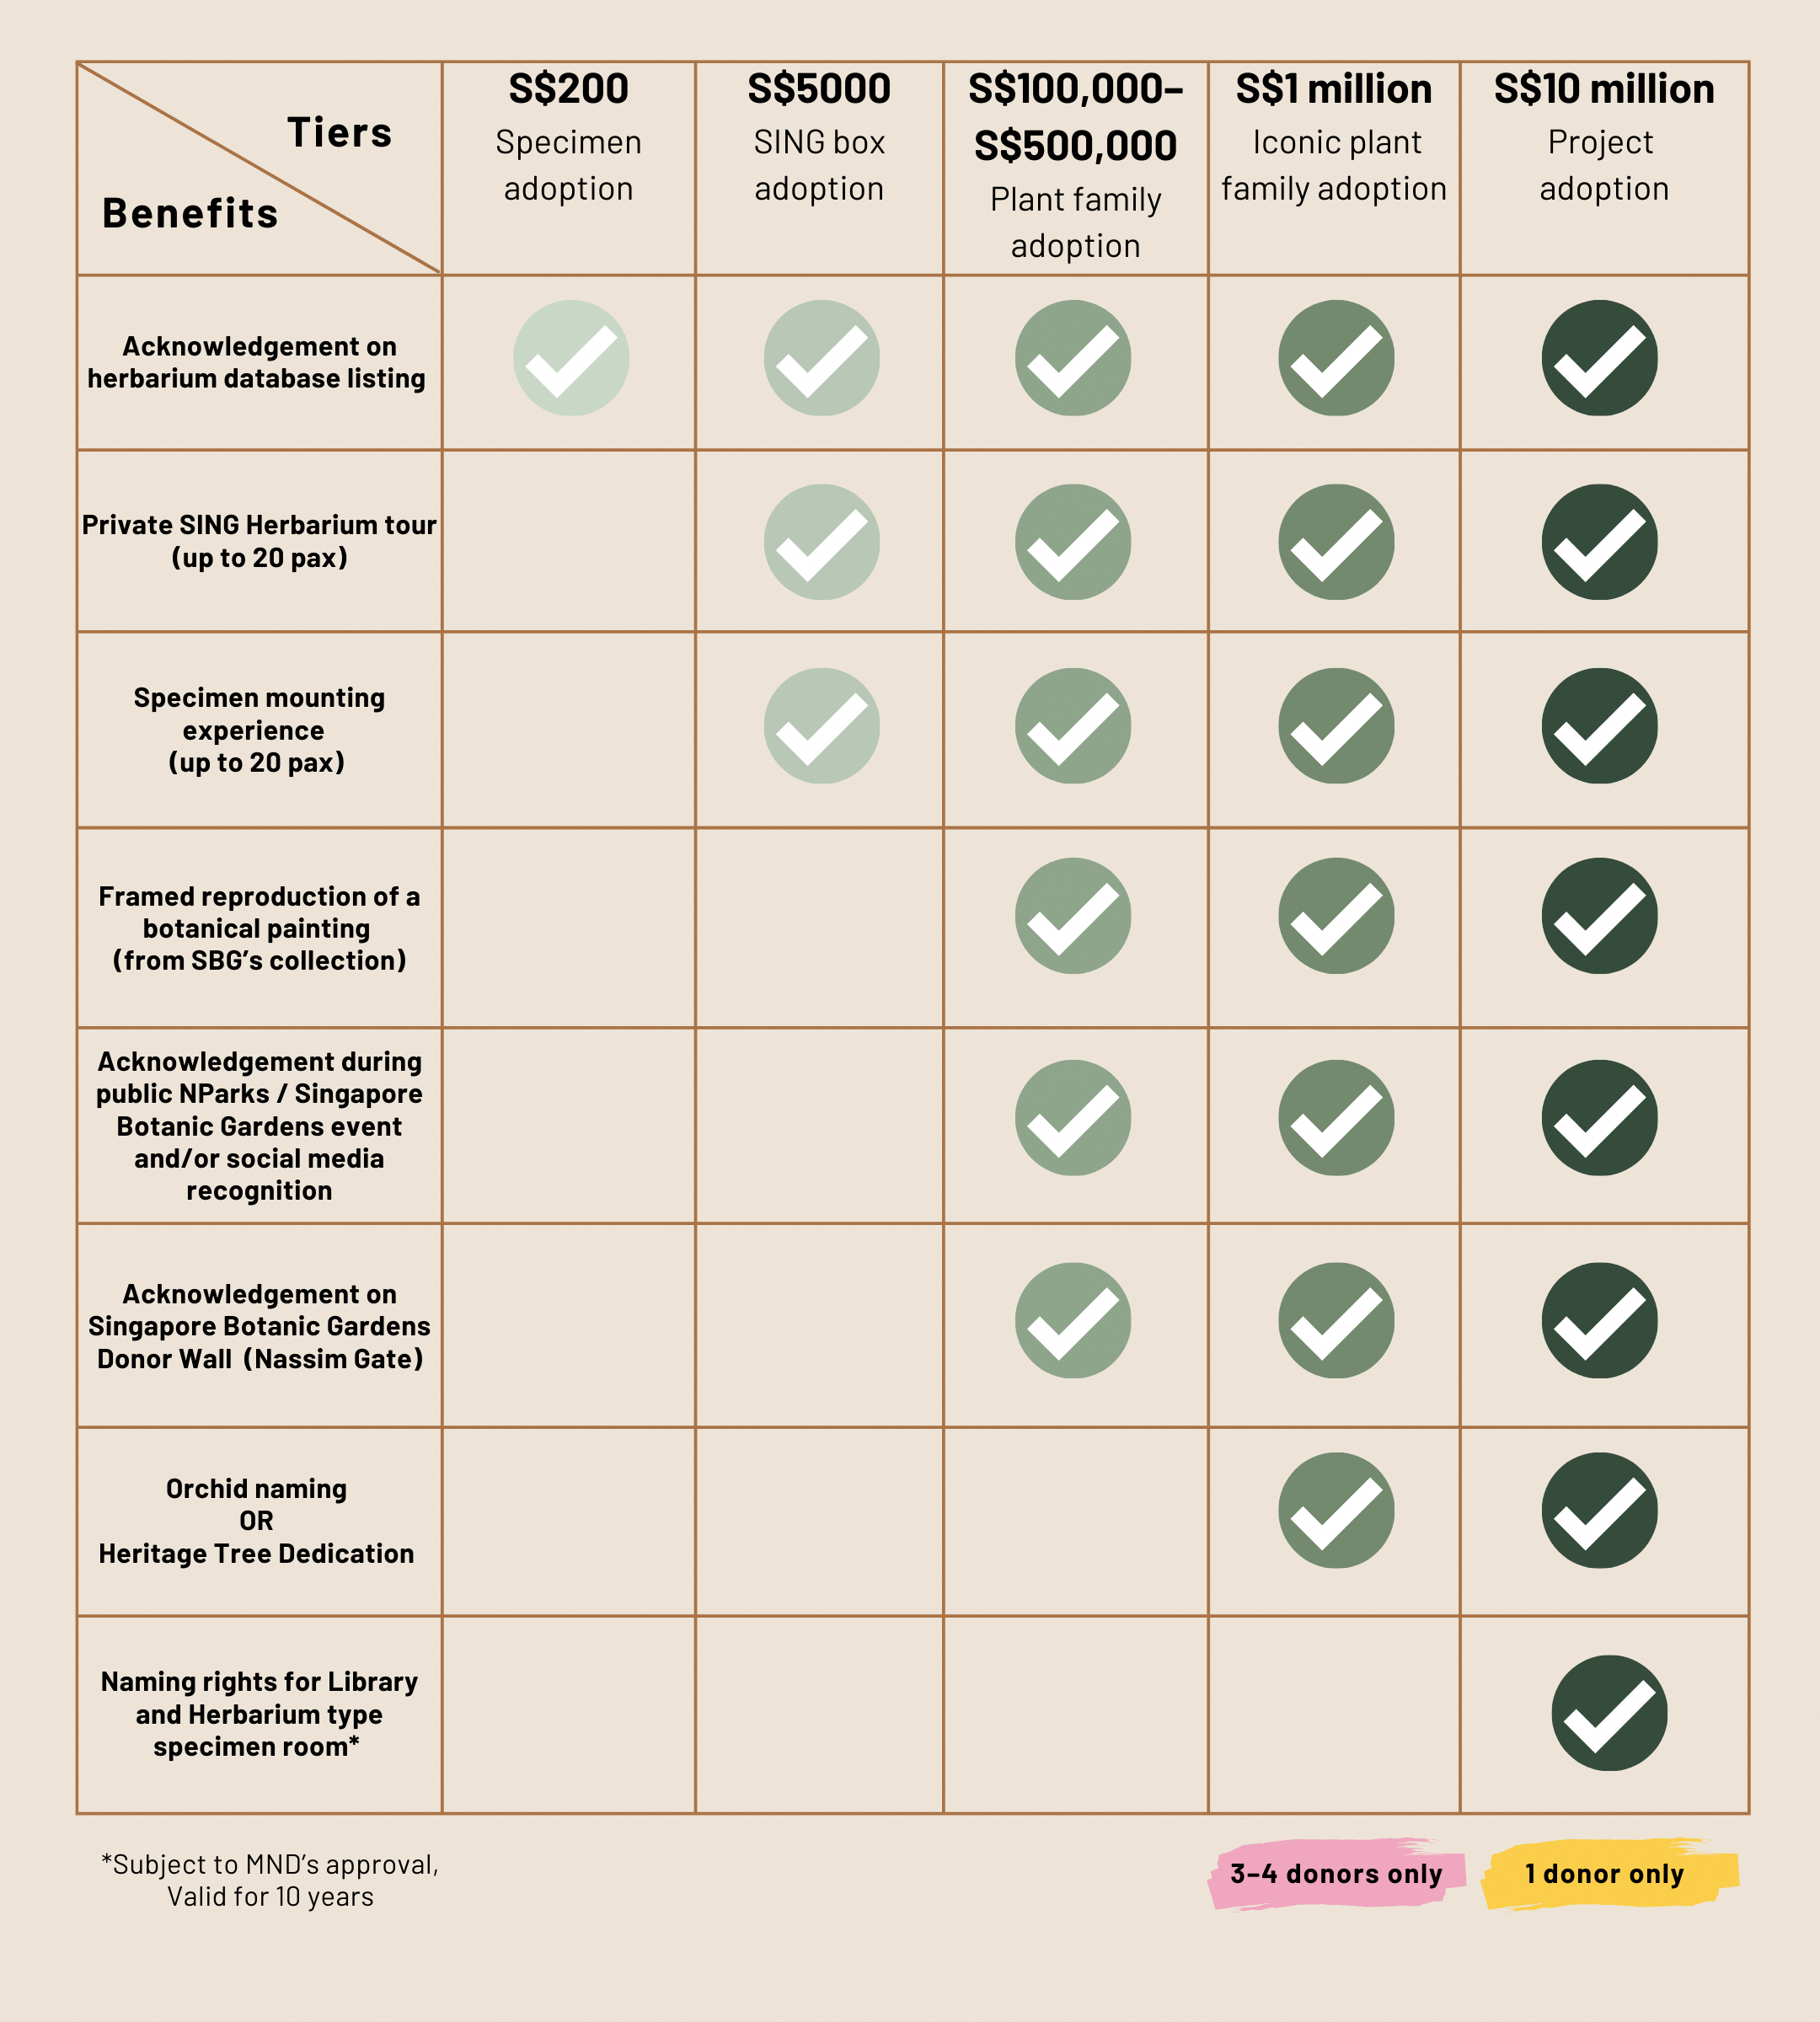 Tiers
Benefits
S$200
Specimen
adoption
S$5000
SING box
adoption
S$100,000–
S$500,000
Plant family
adoption
S$1 million
Iconic plant
family adoption
S$10 million
Project
adoption
Acknowledgement on
herbarium database listing
Private SING Herbarium tour
(up to 20 pax)
Specimen mounting
experience
(up to 20 pax)
Framed reproduction of a
botanical painting
(from SBG’s collection)
Acknowledgement during
public NParks / Singapore
Botanic Gardens event
and/or social media
recognition
Acknowledgement on
Singapore Botanic Gardens
Donor Wall (Nassim Gate)
Orchid naming
OR
Heritage Tree Dedication
Naming rights for Library
and Herbarium type
specimen room*
*Subject to MND’s approval,
Valid for 10 years
3–4 donors only
1 donor only